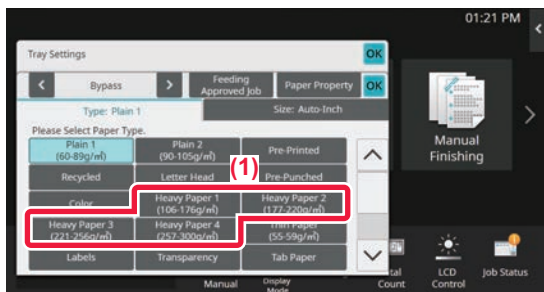 01:21 PM
Tray Settings
OK
Bypass
Feeding
Approved Job
Paper Property
OK
Type: Plain 1
Size: Auto-Inch
Please Select Paper Type.
Plain 1
(60-89g/㎡)
Plain 2
(90-105g/㎡)
Pre-Printed
Recycled
Letter Head
(1)
Pre-Punched
Color
Heavy Paper 1
(106-176g/㎡)
Heavy Paper 2
(177-220g/㎡)
Heavy Paper 3
(221-256g/㎡)
Heavy Paper 4
(257-300g/㎡)
Thin Paper
(55-59g/㎡)
Labels
Transparency
Tab Paper
Manual
Finishing
Manual
Display
Mode
Count
LCD
Control
Job Status